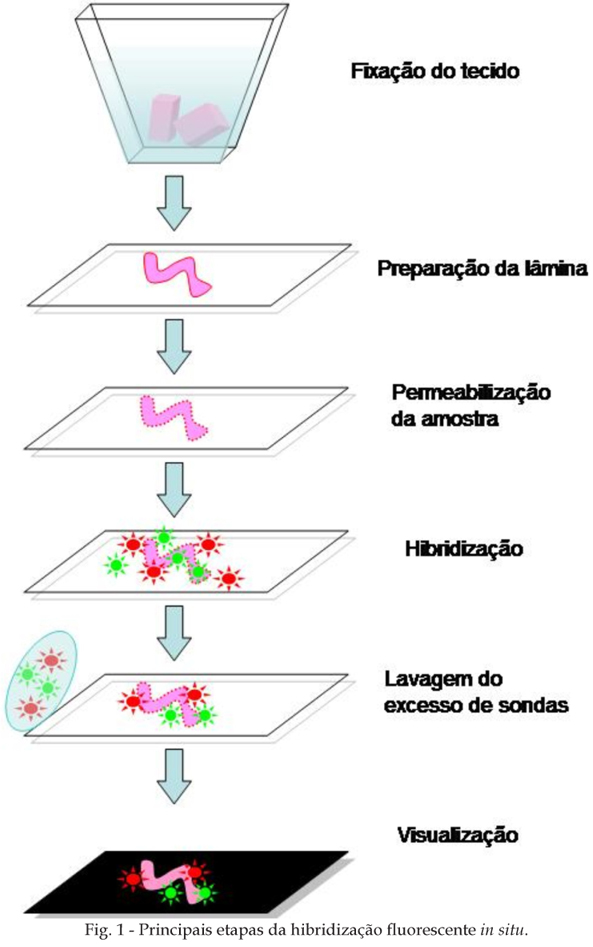 Fixação do tecido
Preparação da lâmina
Permeabilização
da amostra
Hibridização
Lavagem do
excesso de sondas
Visualização
Fig. 1 - Principais etapas da hibridização fluorescente in situ.